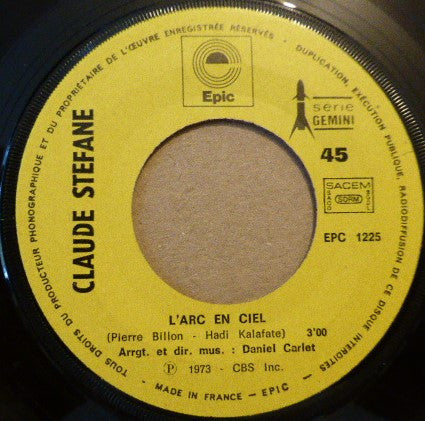 TOUS DROITS DU PRODUCTEUR PHONOGRAPHIQUE ET DU PROPRIÉTAIRE DE L'ŒUVRE ENREGISTRÉE RÉSERVÉS - DUPLICATION, EXÉCUTION PUBLIQUE, RADIODIFFUSION DE CE DISQUE INTERDITES
Epic
série
GEMINI
45
SACEM
SACD
SDRM
SGDL
EPC 1225
CLAUDE STEFANE
L'ARC EN CIEL
(Pierre Billon - Hadi Kalafate) 3'00
Arrgt. et dir. mus. : Daniel Carlet
Ⓟ 1973 - CBS Inc.
MADE IN FRANCE - EPIC -